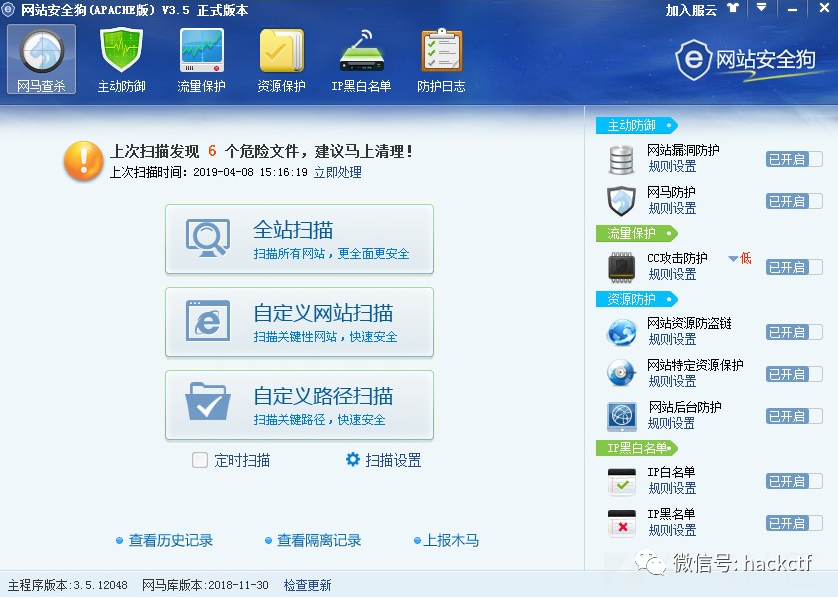 网站安全狗(APACHE版) V3.5 正式版本
加入服云
网马查杀
主动防御
流量保护
资源保护
IP黑白名单
防护日志
网站安全狗
上次扫描发现 6 个危险文件，建议马上清理！
上次扫描时间：2019-04-08 15:16:19 立即处理
全站扫描
扫描所有网站，更全面更安全
自定义网站扫描
扫描关键性网站，快速安全
自定义路径扫描
扫描关键路径，快速安全
定时扫描
扫描设置
查看历史记录
查看隔离记录
上报木马
主动防御
网站漏洞防护
规则设置
已开启
网马防护
规则设置
已开启
流量保护
CC攻击防护
低
规则设置
已开启
资源防护
网站资源防盗链
规则设置
已开启
网站特定资源保护
规则设置
已开启
网站后台防护
规则设置
已开启
IP黑白名单
IP白名单
规则设置
已开启
IP黑名单
规则设置
已开启
微信号: hackctf
主程序版本:3.5.12048 网马库版本:2018-11-30 检查更新